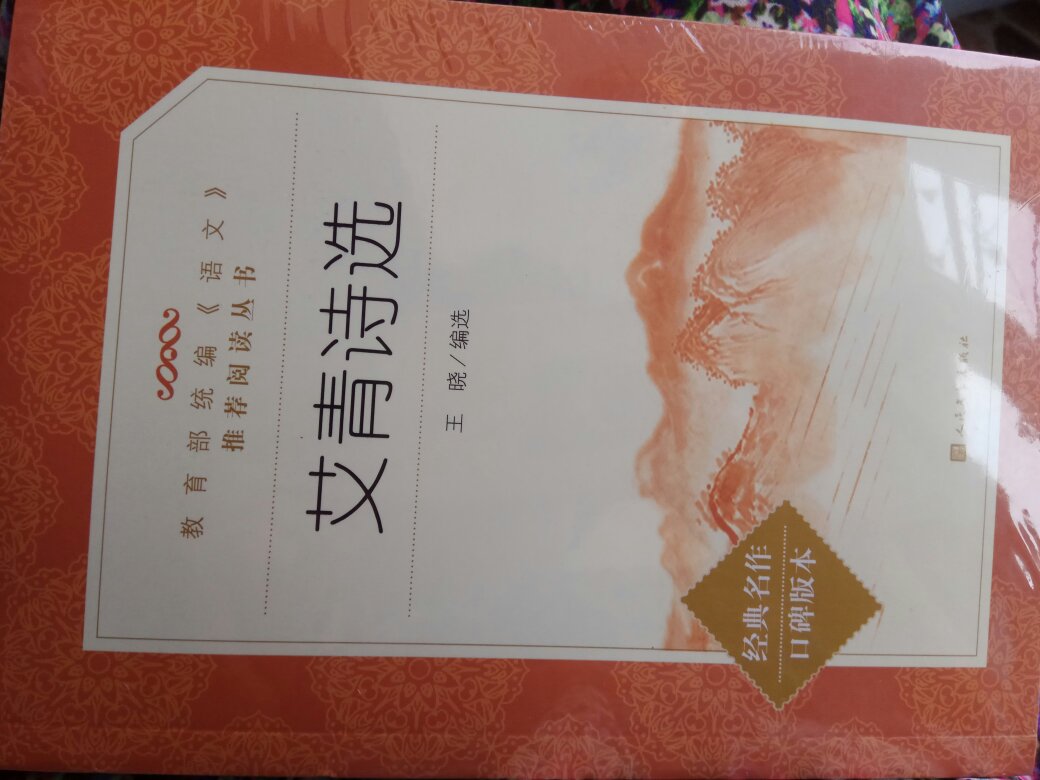 教育部统编《语文》
推荐阅读丛书
艾青诗选
王 晓/编选
经典名作
口碑版本